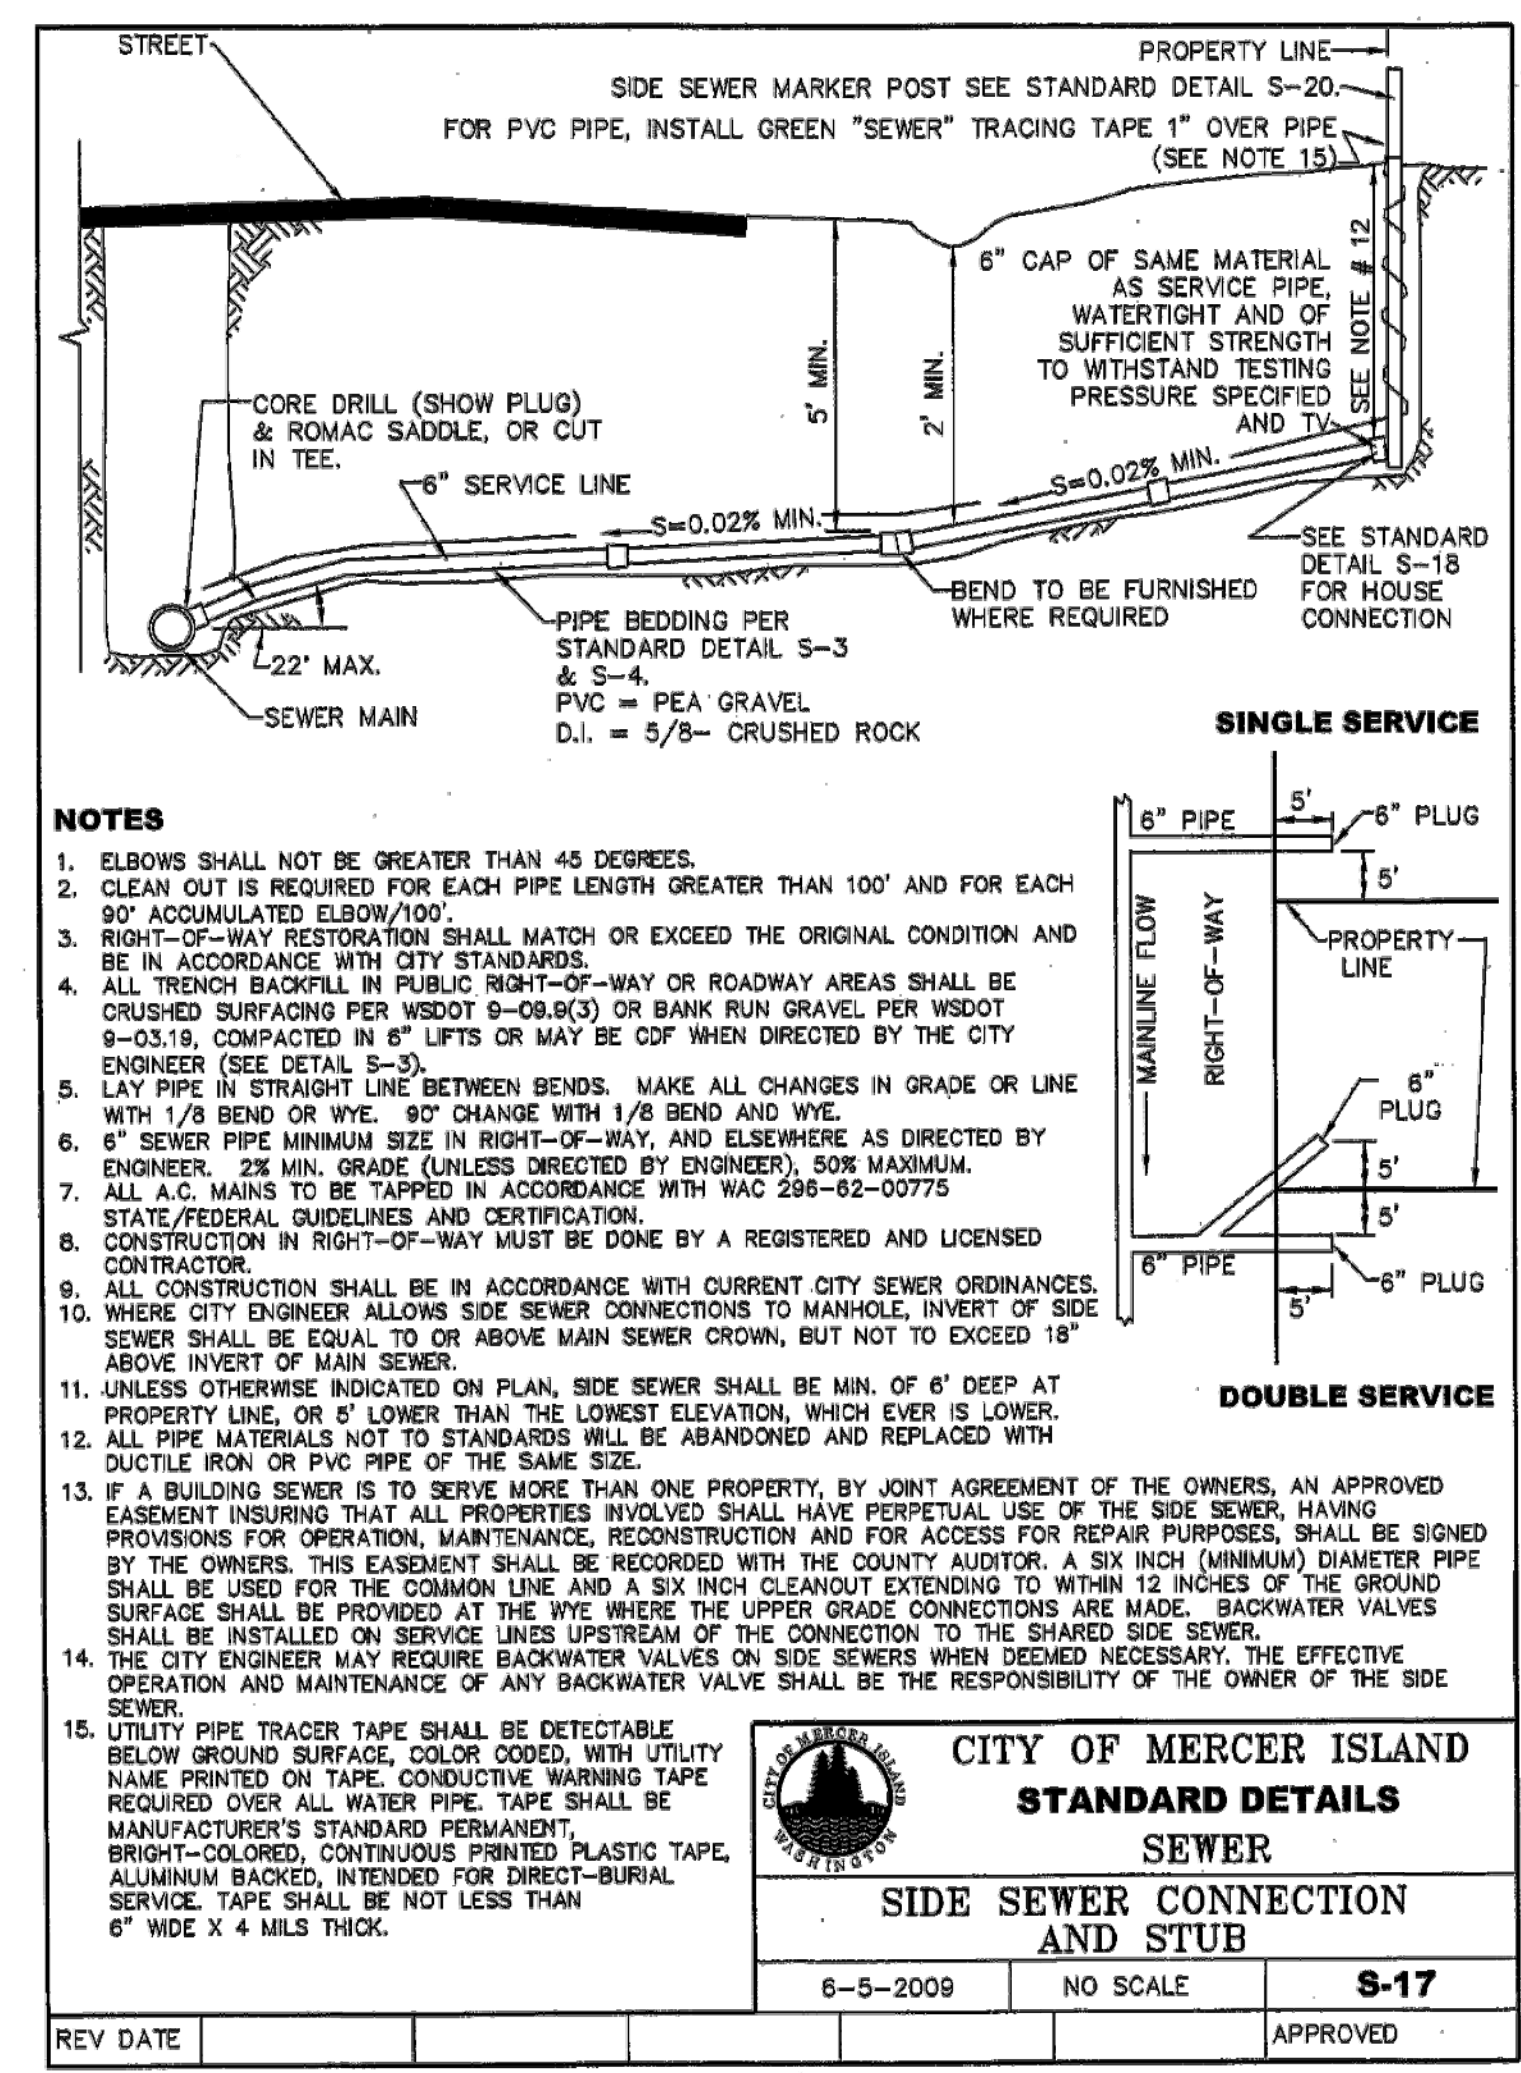 STREET
PROPERTY LINE
SIDE SEWER MARKER POST SEE STANDARD DETAIL S-20.
FOR PVC PIPE, INSTALL GREEN "SEWER" TRACING TAPE 1" OVER PIPE
(SEE NOTE 15)
6" CAP OF SAME MATERIAL
AS SERVICE PIPE,
WATERTIGHT AND OF
SUFFICIENT STRENGTH
TO WITHSTAND TESTING
PRESSURE SPECIFIED
AND TV
SEE NOTE # 12
5' MIN.
2' MIN.
CORE DRILL (SHOW PLUG)
& ROMAC SADDLE, OR CUT
IN TEE.
6" SERVICE LINE
S=0.02% MIN.
S=0.02% MIN.
SEE STANDARD
DETAIL S-18
FOR HOUSE
CONNECTION
BEND TO BE FURNISHED
WHERE REQUIRED
PIPE BEDDING PER
STANDARD DETAIL S-3
& S-4.
PVC = PEA GRAVEL
D.I. = 5/8- CRUSHED ROCK
22° MAX.
SEWER MAIN
SINGLE SERVICE
6" PIPE
5'
6" PLUG
5'
PROPERTY
LINE
MAINLINE FLOW
RIGHT-OF-WAY
6"
PLUG
5'
5'
6" PIPE
5'
6" PLUG
DOUBLE SERVICE
NOTES
1. ELBOWS SHALL NOT BE GREATER THAN 45 DEGREES.
2. CLEAN OUT IS REQUIRED FOR EACH PIPE LENGTH GREATER THAN 100' AND FOR EACH
90° ACCUMULATED ELBOW/100'.
3. RIGHT-OF-WAY RESTORATION SHALL MATCH OR EXCEED THE ORIGINAL CONDITION AND
BE IN ACCORDANCE WITH CITY STANDARDS.
4. ALL TRENCH BACKFILL IN PUBLIC RIGHT-OF-WAY OR ROADWAY AREAS SHALL BE
CRUSHED SURFACING PER WSDOT 9-09.9(3) OR BANK RUN GRAVEL PER WSDOT
9-03.19, COMPACTED IN 6" LIFTS OR MAY BE CDF WHEN DIRECTED BY THE CITY
ENGINEER (SEE DETAIL S-3).
5. LAY PIPE IN STRAIGHT LINE BETWEEN BENDS. MAKE ALL CHANGES IN GRADE OR LINE
WITH 1/8 BEND OR WYE. 90° CHANGE WITH 1/8 BEND AND WYE.
6. 6" SEWER PIPE MINIMUM SIZE IN RIGHT-OF-WAY, AND ELSEWHERE AS DIRECTED BY
ENGINEER. 2% MIN. GRADE (UNLESS DIRECTED BY ENGINEER), 50% MAXIMUM.
7. ALL A.C. MAINS TO BE TAPPED IN ACCORDANCE WITH WAC 296-62-00775
STATE/FEDERAL GUIDELINES AND CERTIFICATION.
8. CONSTRUCTION IN RIGHT-OF-WAY MUST BE DONE BY A REGISTERED AND LICENSED
CONTRACTOR.
9. ALL CONSTRUCTION SHALL BE IN ACCORDANCE WITH CURRENT CITY SEWER ORDINANCES.
10. WHERE CITY ENGINEER ALLOWS SIDE SEWER CONNECTIONS TO MANHOLE, INVERT OF SIDE
SEWER SHALL BE EQUAL TO OR ABOVE MAIN SEWER CROWN, BUT NOT TO EXCEED 18"
ABOVE INVERT OF MAIN SEWER.
11. UNLESS OTHERWISE INDICATED ON PLAN, SIDE SEWER SHALL BE MIN. OF 6' DEEP AT
PROPERTY LINE, OR 5' LOWER THAN THE LOWEST ELEVATION, WHICH EVER IS LOWER.
12. ALL PIPE MATERIALS NOT TO STANDARDS WILL BE ABANDONED AND REPLACED WITH
DUCTILE IRON OR PVC PIPE OF THE SAME SIZE.
13. IF A BUILDING SEWER IS TO SERVE MORE THAN ONE PROPERTY, BY JOINT AGREEMENT OF THE OWNERS, AN APPROVED
EASEMENT INSURING THAT ALL PROPERTIES INVOLVED SHALL HAVE PERPETUAL USE OF THE SIDE SEWER, HAVING
PROVISIONS FOR OPERATION, MAINTENANCE, RECONSTRUCTION AND FOR ACCESS FOR REPAIR PURPOSES, SHALL BE SIGNED
BY THE OWNERS. THIS EASEMENT SHALL BE RECORDED WITH THE COUNTY AUDITOR. A SIX INCH (MINIMUM) DIAMETER PIPE
SHALL BE USED FOR THE COMMON LINE AND A SIX INCH CLEANOUT EXTENDING TO WITHIN 12 INCHES OF THE GROUND
SURFACE SHALL BE PROVIDED AT THE WYE WHERE THE UPPER GRADE CONNECTIONS ARE MADE. BACKWATER VALVES
SHALL BE INSTALLED ON SERVICE LINES UPSTREAM OF THE CONNECTION TO THE SHARED SIDE SEWER.
14. THE CITY ENGINEER MAY REQUIRE BACKWATER VALVES ON SIDE SEWERS WHEN DEEMED NECESSARY. THE EFFECTIVE
OPERATION AND MAINTENANCE OF ANY BACKWATER VALVE SHALL BE THE RESPONSIBILITY OF THE OWNER OF THE SIDE
SEWER.
15. UTILITY PIPE TRACER TAPE SHALL BE DETECTABLE
BELOW GROUND SURFACE, COLOR CODED, WITH UTILITY
NAME PRINTED ON TAPE. CONDUCTIVE WARNING TAPE
REQUIRED OVER ALL WATER PIPE. TAPE SHALL BE
MANUFACTURER'S STANDARD PERMANENT,
BRIGHT-COLORED, CONTINUOUS PRINTED PLASTIC TAPE,
ALUMINUM BACKED, INTENDED FOR DIRECT-BURIAL
SERVICE. TAPE SHALL BE NOT LESS THAN
6" WIDE X 4 MILS THICK.
CITY OF MERCER ISLAND
WASHINGTON
CITY OF MERCER ISLAND
STANDARD DETAILS
SEWER
SIDE SEWER CONNECTION
AND STUB
6-5-2009
NO SCALE
S-17
REV DATE
APPROVED